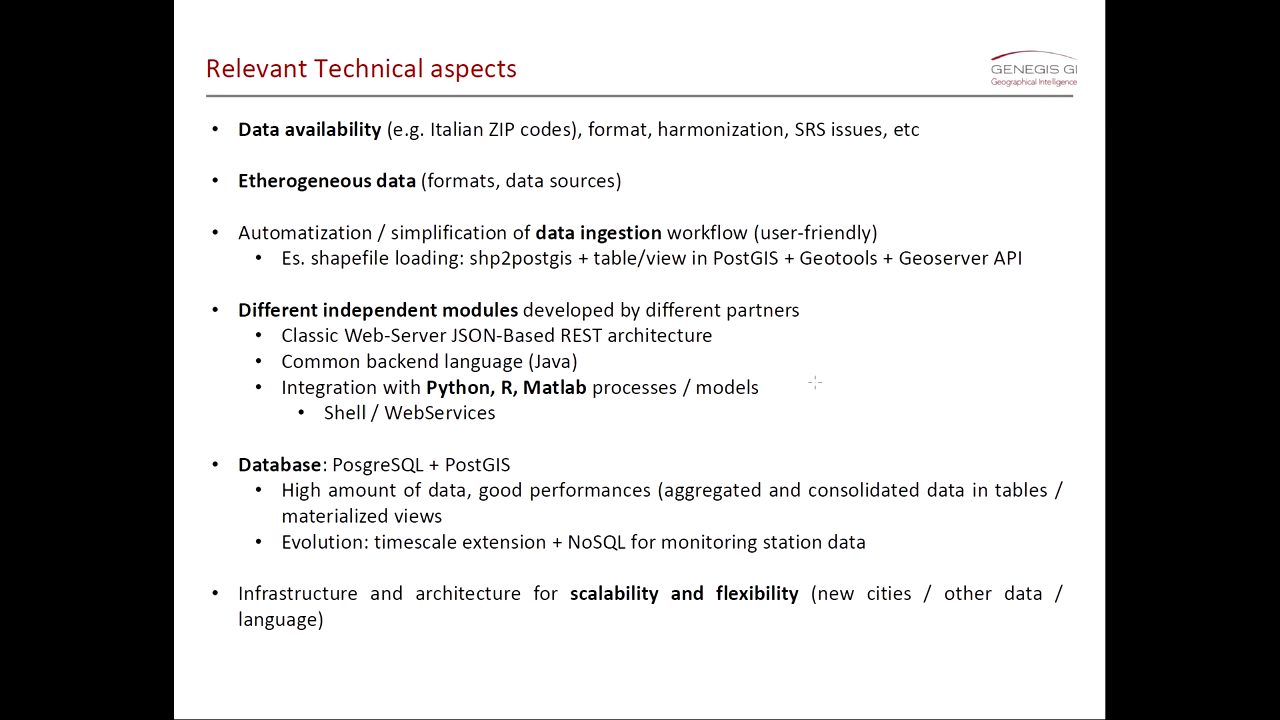 Relevant Technical aspects
GENEGIS GI
Geographical Intelligence
• Data availability (e.g. Italian ZIP codes), format, harmonization, SRS issues, etc
• Etherogeneous data (formats, data sources)
• Automatization / simplification of data ingestion workflow (user-friendly)
• Es. shapefile loading: shp2postgis + table/view in PostGIS + Geotools + Geoserver API
• Different independent modules developed by different partners
• Classic Web-Server JSON-Based REST architecture
• Common backend language (Java)
• Integration with Python, R, Matlab processes / models
• Shell / WebServices
• Database: PosgreSQL + PostGIS
• High amount of data, good performances (aggregated and consolidated data in tables /
materialized views
• Evolution: timescale extension + NoSQL for monitoring station data
• Infrastructure and architecture for scalability and flexibility (new cities / other data /
language)